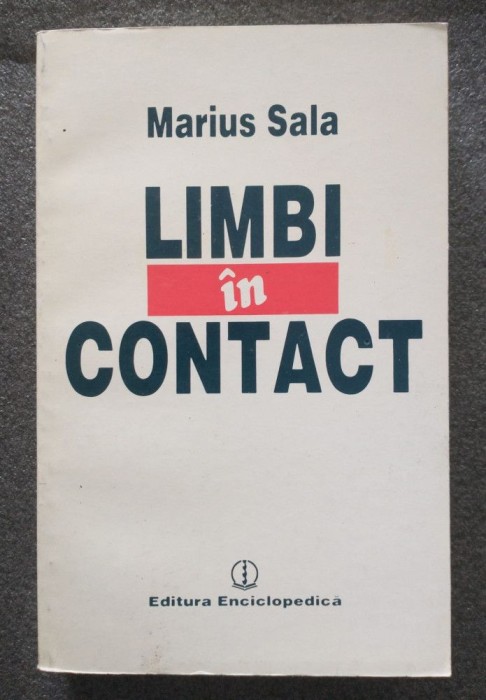 Marius Sala
LIMBI
în
CONTACT
Editura Enciclopedică